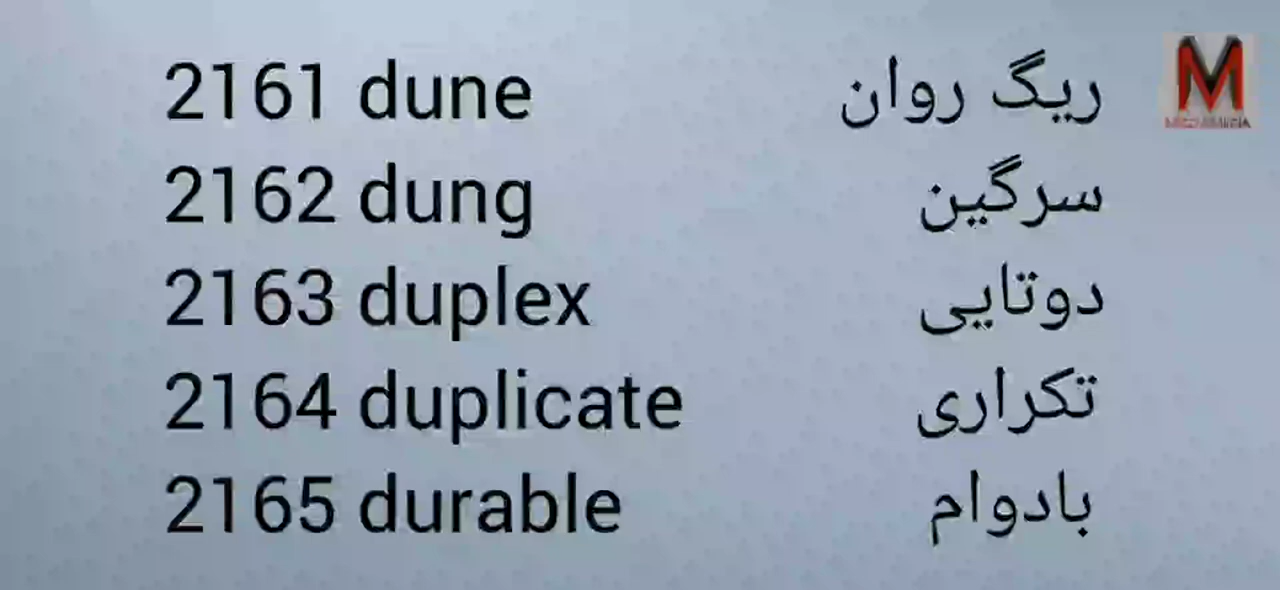 2161 dune ریگ روان
2162 dung سرگین
2163 duplex دوتایی
2164 duplicate تکراری
2165 durable بادوام
M